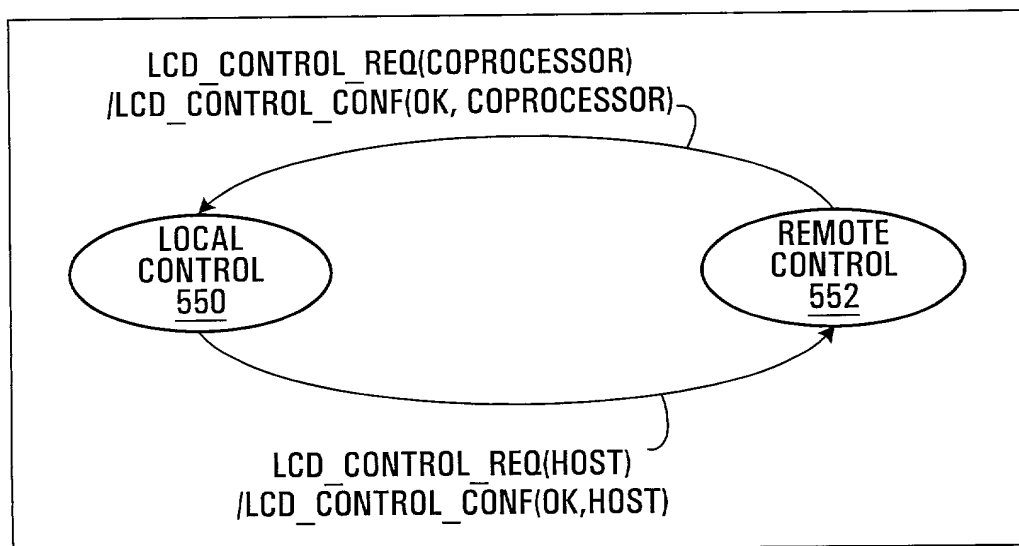 LCD_CONTROL_REQ(COPROCESSOR)
/LCD_CONTROL_CONF(OK, COPROCESSOR)
LOCAL
CONTROL
550
REMOTE
CONTROL
552
LCD_CONTROL_REQ(HOST)
/LCD_CONTROL_CONF(OK,HOST)